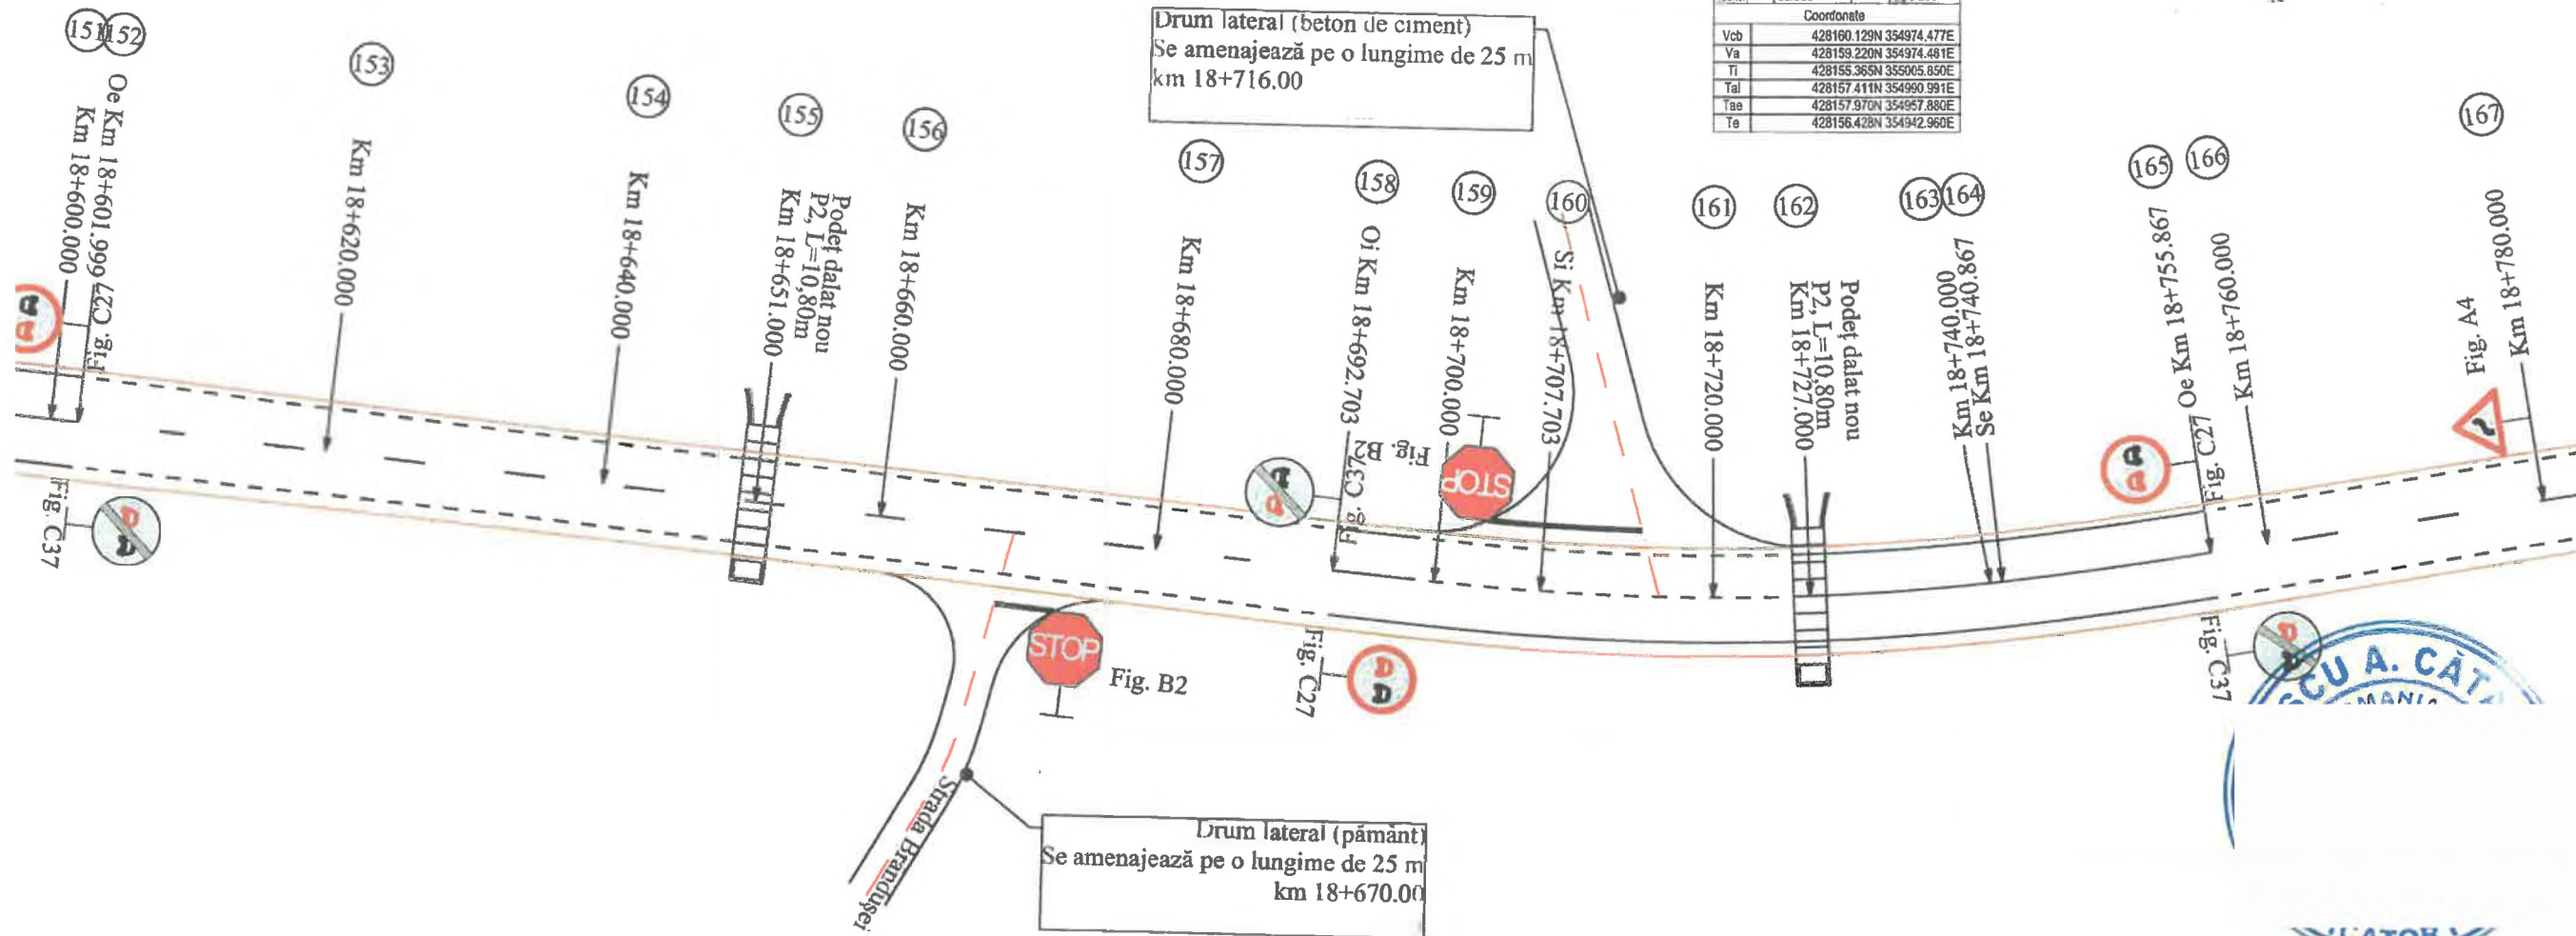 Drum lateral (beton de ciment)
Se amenajează pe o lungime de 25 m
km 18+716.00
Coordonate
Vcb 428160.129N 354974.477E
Va 428159.220N 354974.481E
Ti 428155.365N 355005.850E
Tal 428157.411N 354990.991E
Tae 428157.970N 354957.880E
Te 428156.428N 354942.960E
151
152
153
154
155
156
157
158
159
160
161
162
163
164
165
166
167
Km 18+600.000
Oe Km 18+601.999
Fig. C27
Km 18+620.000
Km 18+640.000
Podeț dalat nou
P2, L=10,80m
Km 18+651.000
Km 18+660.000
Km 18+680.000
Oi Km 18+692.703
Fig. C37
Km 18+700.000
Fig. B2
STOP
Si Km 18+707.703
Km 18+720.000
Podeț dalat nou
P2, L=10,80m
Km 18+727.000
Km 18+740.000
Se Km 18+740.867
Oe Km 18+755.867
Fig. C27
Km 18+760.000
Fig. A4
Km 18+780.000
Fig. C37
STOP
Fig. B2
Fig. C27
Fig. C37
Strada Brândușei
Drum lateral (pământ)
Se amenajează pe o lungime de 25 m
km 18+670.00